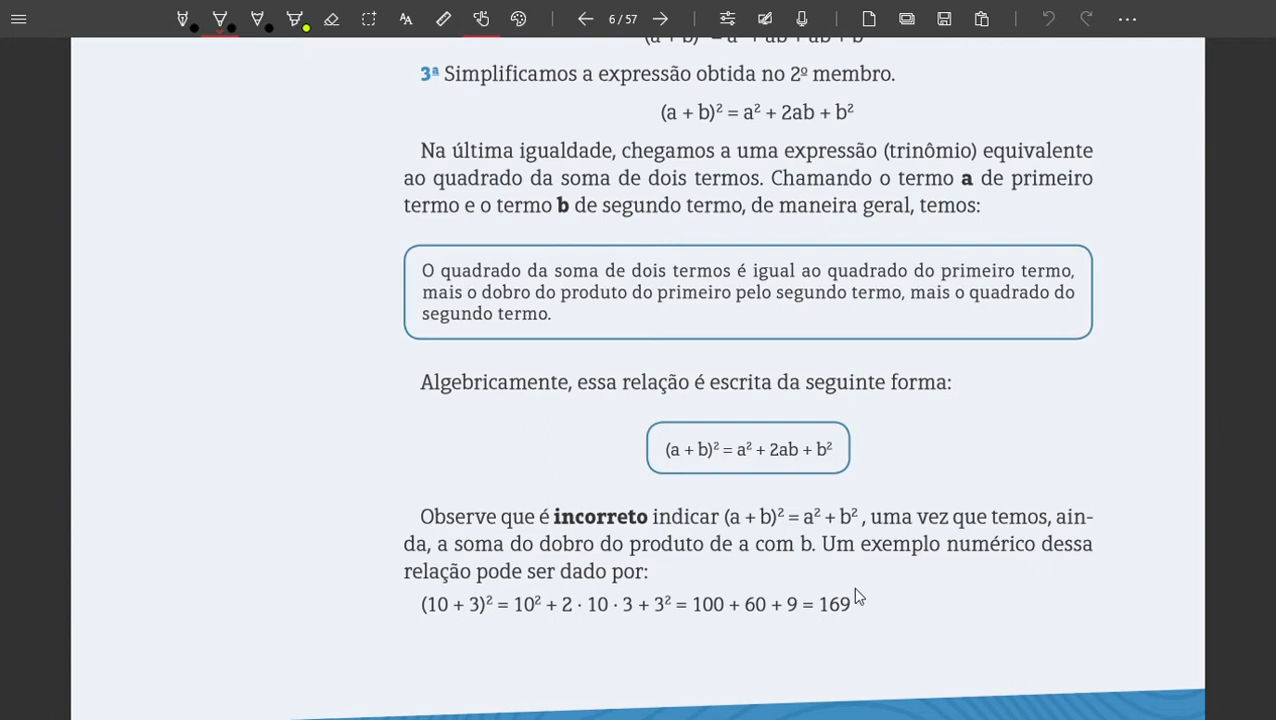 6 / 57
(a + b)² = a² + ab + ab + b²
3ª Simplificamos a expressão obtida no 2º membro.
(a + b)² = a² + 2ab + b²
Na última igualdade, chegamos a uma expressão (trinômio) equivalente
ao quadrado da soma de dois termos. Chamando o termo a de primeiro
termo e o termo b de segundo termo, de maneira geral, temos:
O quadrado da soma de dois termos é igual ao quadrado do primeiro termo,
mais o dobro do produto do primeiro pelo segundo termo, mais o quadrado do
segundo termo.
Algebricamente, essa relação é escrita da seguinte forma:
(a + b)² = a² + 2ab + b²
Observe que é incorreto indicar (a + b)² = a² + b² , uma vez que temos, ain-
da, a soma do dobro do produto de a com b. Um exemplo numérico dessa
relação pode ser dado por:
(10 + 3)² = 10² + 2 · 10 · 3 + 3² = 100 + 60 + 9 = 169